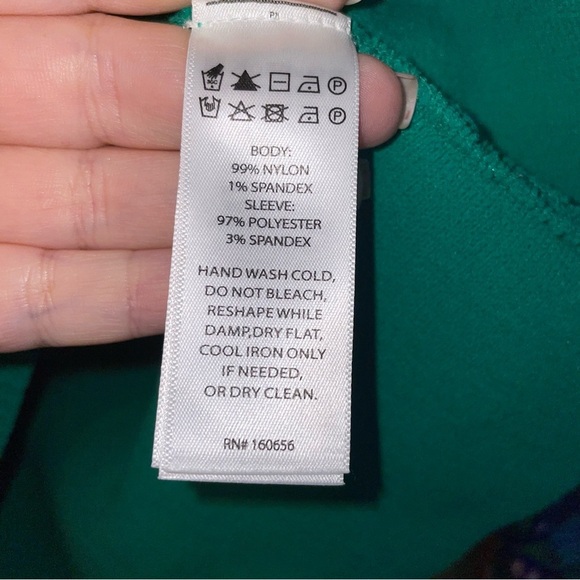 P
P
BODY:
99% NYLON
1% SPANDEX
SLEEVE:
97% POLYESTER
3% SPANDEX
HAND WASH COLD,
DO NOT BLEACH,
RESHAPE WHILE
DAMP,DRY FLAT,
COOL IRON ONLY
IF NEEDED,
OR DRY CLEAN.
RN# 160656